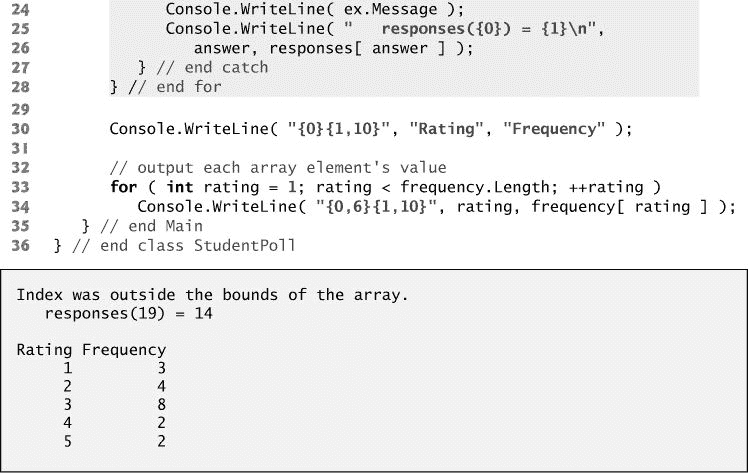 24 Console.WriteLine( ex.Message );
25 Console.WriteLine( "   responses({0}) = {1}\n",
26 answer, responses[ answer ] );
27 } // end catch
28 } // end for
29
30 Console.WriteLine( "{0}{1,10}", "Rating", "Frequency" );
31
32 // output each array element's value
33 for ( int rating = 1; rating < frequency.Length; ++rating )
34 Console.WriteLine( "{0,6}{1,10}", rating, frequency[ rating ] );
35 } // end Main
36 } // end class StudentPoll
Index was outside the bounds of the array.
responses(19) = 14
Rating Frequency
1 3
2 4
3 8
4 2
5 2